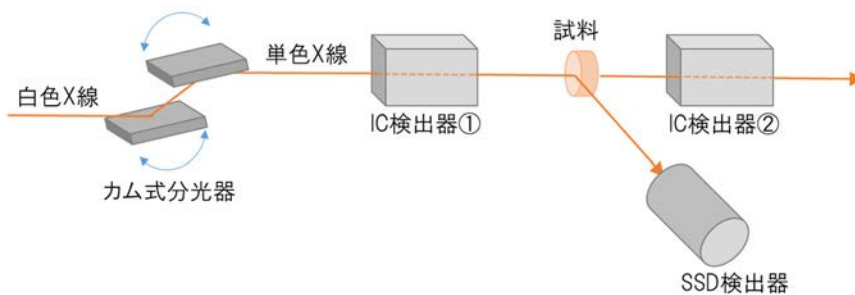 白色X線
カム式分光器
単色X線
IC検出器①
試料
IC検出器②
SSD検出器